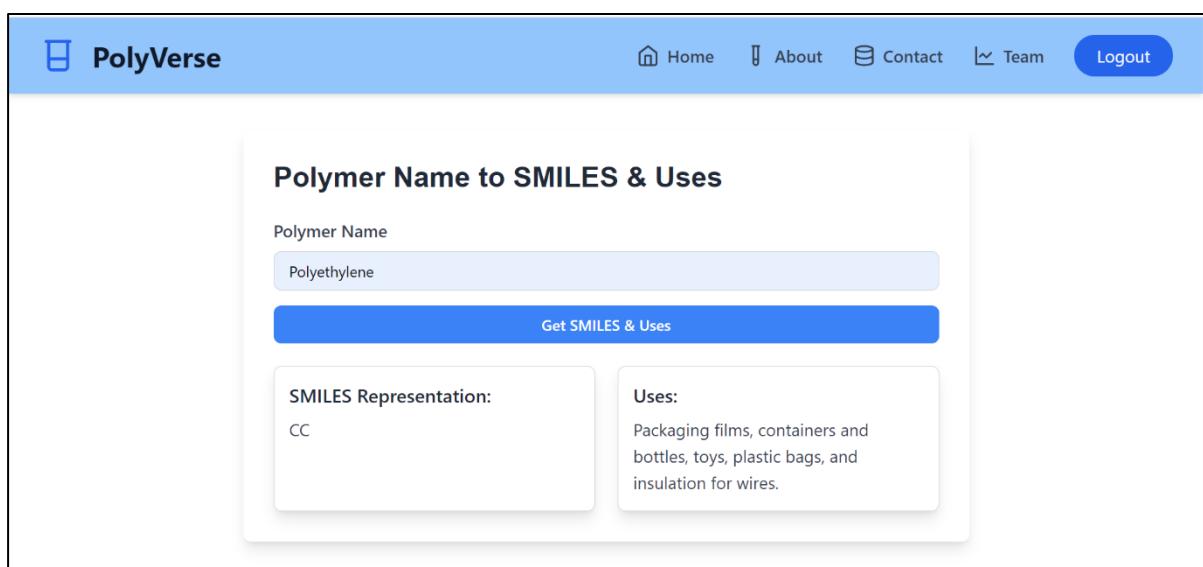 PolyVerse
Home
About
Contact
Team
Logout
Polymer Name to SMILES & Uses
Polymer Name
Polyethylene
Get SMILES & Uses
SMILES Representation:
CC
Uses:
Packaging films, containers and
bottles, toys, plastic bags, and
insulation for wires.